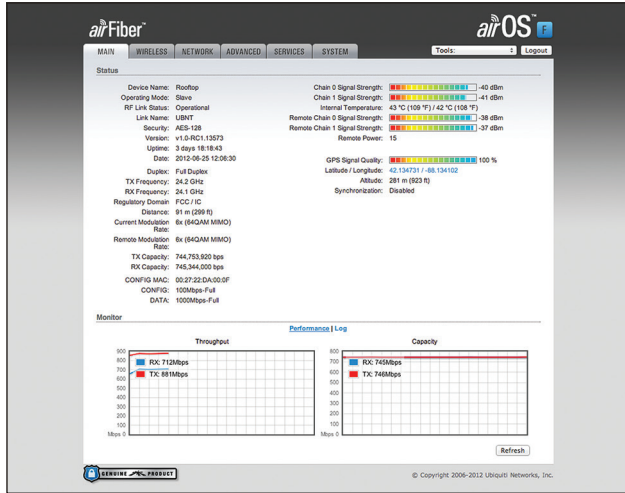 airFiber™
airOS™ F
MAIN WIRELESS NETWORK ADVANCED SERVICES SYSTEM Tools: Logout
Status
Device Name: Rooftop
Operating Mode: Slave
RF Link Status: Operational
Link Name: UBNT
Security: AES-128
Version: v1.0-RC1.13573
Uptime: 3 days 18:18:43
Date: 2012-06-25 12:06:30
Duplex: Full Duplex
TX Frequency: 24.2 GHz
RX Frequency: 24.1 GHz
Regulatory Domain FCC / IC
Distance: 91 m (299 ft)
Current Modulation 6x (64QAM MIMO)
Rate:
Remote Modulation 6x (64QAM MIMO)
Rate:
TX Capacity: 744,753,920 bps
RX Capacity: 745,344,000 bps
CONFIG MAC: 00:27:22:DA:00:0F
CONFIG: 100Mbps-Full
DATA: 1000Mbps-Full
Chain 0 Signal Strength: -40 dBm
Chain 1 Signal Strength: -41 dBm
Internal Temperature: 43 °C (109 °F) / 42 °C (108 °F)
Remote Chain 0 Signal Strength: -38 dBm
Remote Chain 1 Signal Strength: -37 dBm
Remote Power: 15
GPS Signal Quality: 100 %
Latitude / Longitude: 42.134731 / -88.134102
Altitude: 281 m (923 ft)
Synchronization: Disabled
Monitor
Performance | Log
Throughput
900
800
700
600
500
400
300
200
100
Mbps 0
RX: 712Mbps
TX: 881Mbps
Capacity
800
700
600
500
400
300
200
100
Mbps 0
RX: 745Mbps
TX: 746Mbps
Refresh
GENUINE PRODUCT
© Copyright 2006-2012 Ubiquiti Networks, Inc.